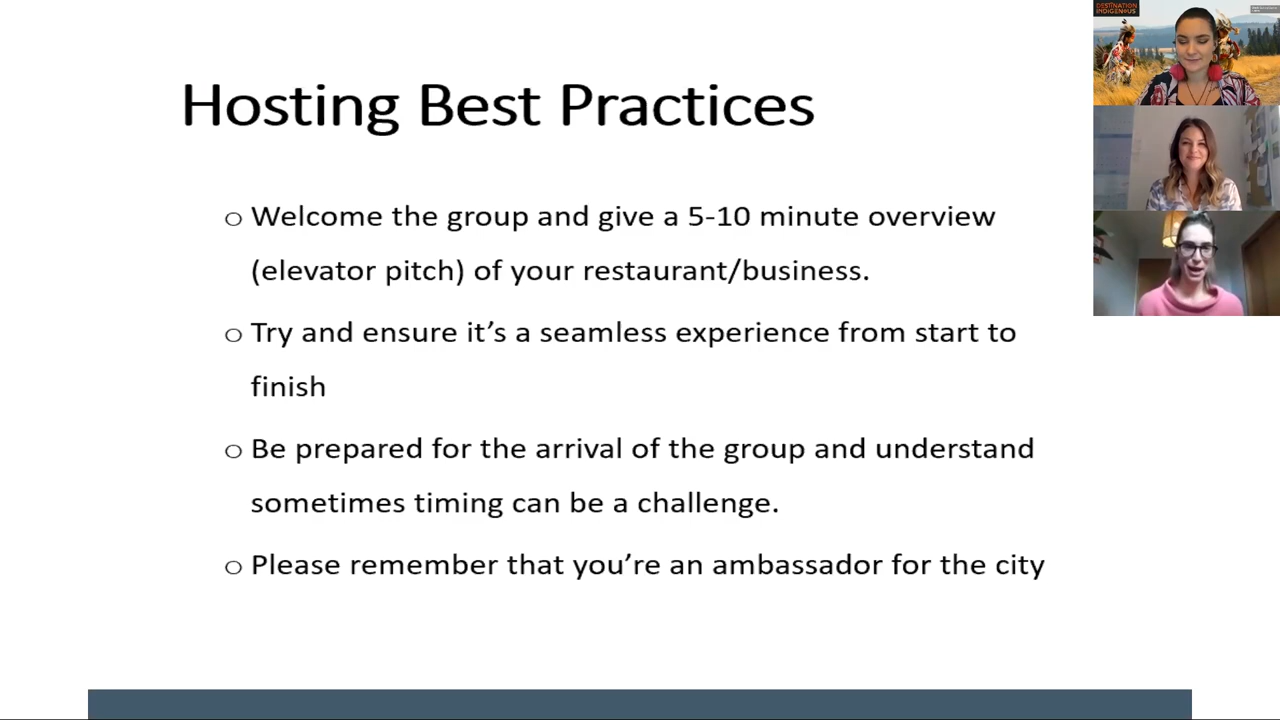 DESTINATION
INDIGENOUS
Hosting Best Practices
o Welcome the group and give a 5-10 minute overview
(elevator pitch) of your restaurant/business.
o Try and ensure it’s a seamless experience from start to
finish
o Be prepared for the arrival of the group and understand
sometimes timing can be a challenge.
o Please remember that you’re an ambassador for the city